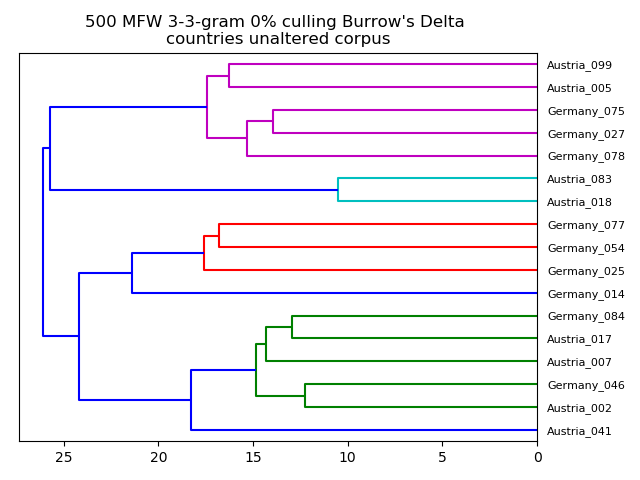 500 MFW 3-3-gram 0% culling Burrow's Delta
countries unaltered corpus
Austria_099
Austria_005
Germany_075
Germany_027
Germany_078
Austria_083
Austria_018
Germany_077
Germany_054
Germany_025
Germany_014
Germany_084
Austria_017
Austria_007
Germany_046
Austria_002
Austria_041
25 20 15 10 5 0